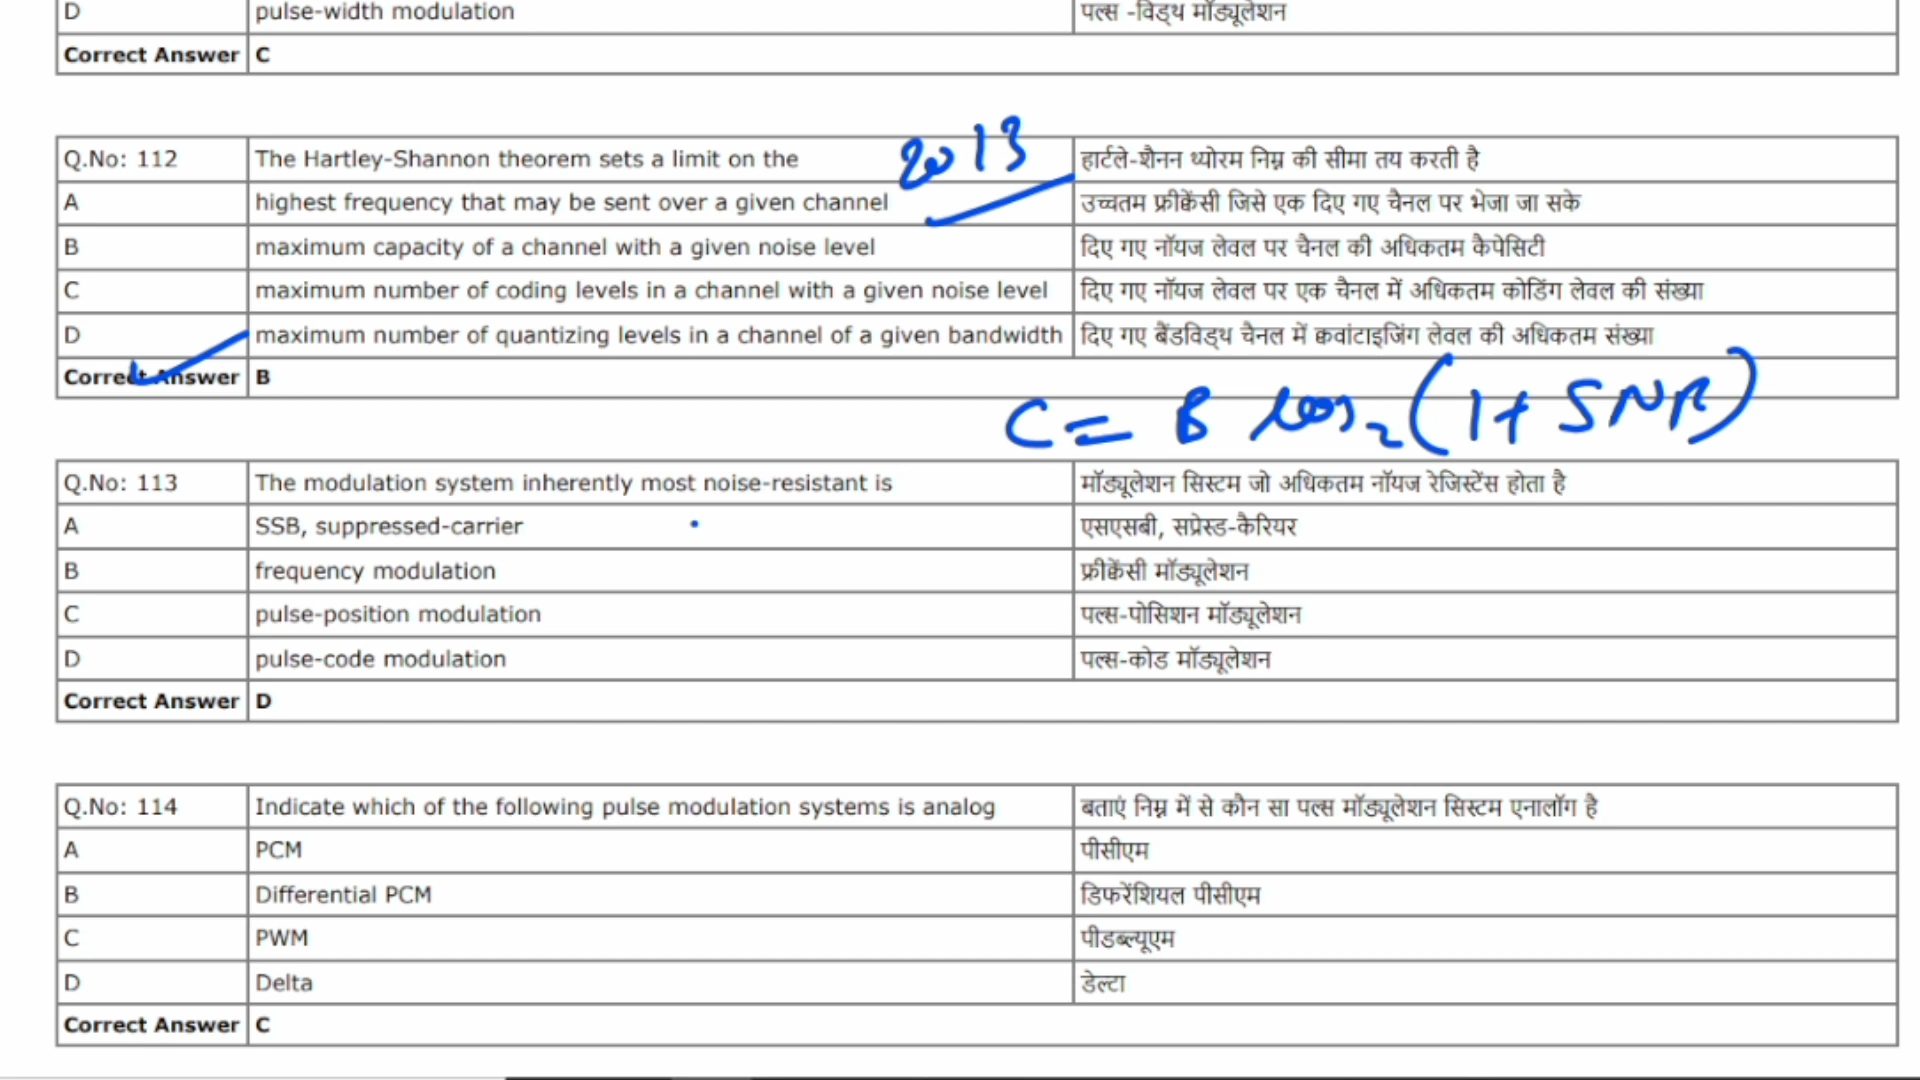 D pulse-width modulation पल्स -विड्थ मॉड्यूलेशन
Correct Answer C
2013
Q.No: 112 The Hartley-Shannon theorem sets a limit on the हार्टले-शैनन थ्योरम निम्न की सीमा तय करती है
A highest frequency that may be sent over a given channel उच्चतम फ्रीक्वेंसी जिसे एक दिए गए चैनल पर भेजा जा सके
B maximum capacity of a channel with a given noise level दिए गए नॉयज लेवल पर चैनल की अधिकतम कैपेसिटी
C maximum number of coding levels in a channel with a given noise level दिए गए नॉयज लेवल पर एक चैनल में अधिकतम कोडिंग लेवल की संख्या
D maximum number of quantizing levels in a channel of a given bandwidth दिए गए बैंडविड्थ चैनल में क्वांटाइजिंग लेवल की अधिकतम संख्या
Correct Answer B
C = B log₂ (1+SNR)
Q.No: 113 The modulation system inherently most noise-resistant is मॉड्यूलेशन सिस्टम जो अधिकतम नॉयज रेजिस्टेंस होता है
A SSB, suppressed-carrier एसएसबी, सप्रेस्ड-कैरियर
B frequency modulation फ्रीक्वेंसी मॉड्यूलेशन
C pulse-position modulation पल्स-पोसिशन मॉड्यूलेशन
D pulse-code modulation पल्स-कोड मॉड्यूलेशन
Correct Answer D
Q.No: 114 Indicate which of the following pulse modulation systems is analog बताएं निम्न में से कौन सा पल्स मॉड्यूलेशन सिस्टम एनालॉग है
A PCM पीसीएम
B Differential PCM डिफरेंशियल पीसीएम
C PWM पीडब्ल्यूएम
D Delta डेल्टा
Correct Answer C